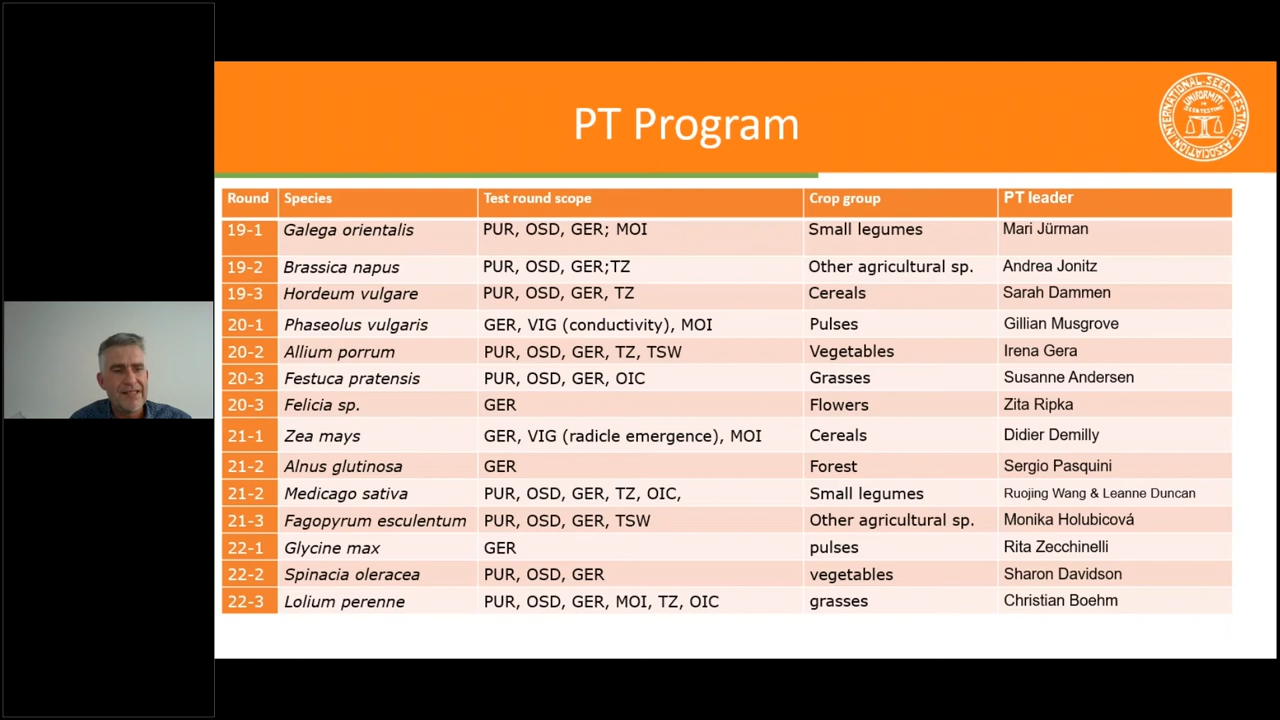 PT Program
INTERNATIONAL SEED TESTING ASSOCIATION
UNIFORMITY
IN
SEED TESTING
Round Species Test round scope Crop group PT leader
19-1 Galega orientalis PUR, OSD, GER; MOI Small legumes Mari Jürman
19-2 Brassica napus PUR, OSD, GER;TZ Other agricultural sp. Andrea Jonitz
19-3 Hordeum vulgare PUR, OSD, GER, TZ Cereals Sarah Dammen
20-1 Phaseolus vulgaris GER, VIG (conductivity), MOI Pulses Gillian Musgrove
20-2 Allium porrum PUR, OSD, GER, TZ, TSW Vegetables Irena Gera
20-3 Festuca pratensis PUR, OSD, GER, OIC Grasses Susanne Andersen
20-3 Felicia sp. GER Flowers Zita Ripka
21-1 Zea mays GER, VIG (radicle emergence), MOI Cereals Didier Demilly
21-2 Alnus glutinosa GER Forest Sergio Pasquini
21-2 Medicago sativa PUR, OSD, GER, TZ, OIC, Small legumes Ruojing Wang & Leanne Duncan
21-3 Fagopyrum esculentum PUR, OSD, GER, TSW Other agricultural sp. Monika Holubicová
22-1 Glycine max GER pulses Rita Zecchinelli
22-2 Spinacia oleracea PUR, OSD, GER vegetables Sharon Davidson
22-3 Lolium perenne PUR, OSD, GER, MOI, TZ, OIC grasses Christian Boehm